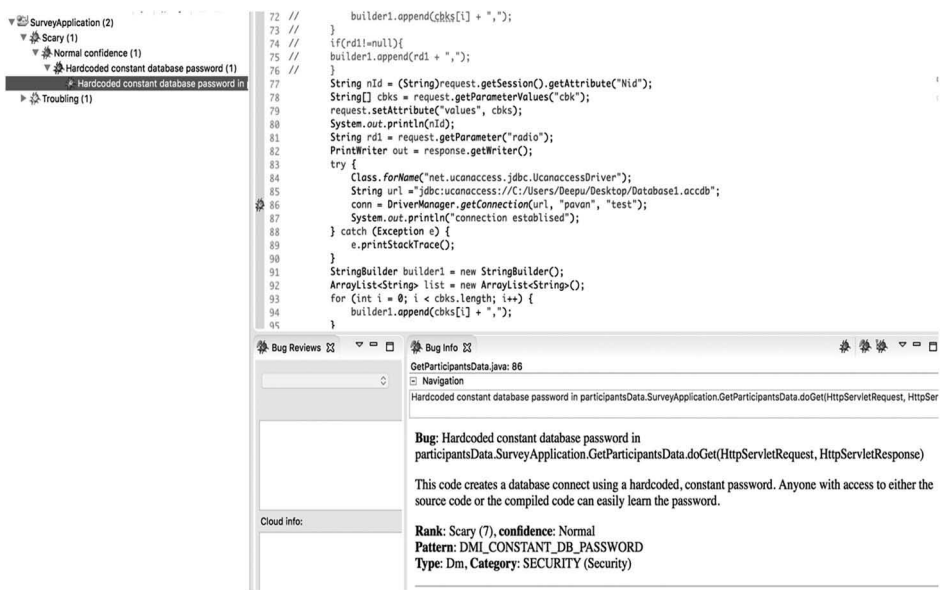 SurveyApplication (2)
Scary (1)
Normal confidence (1)
Hardcoded constant database password (1)
Hardcoded constant database password in
Troubling (1)
72 // builder1.append(cbks[i] + ",");
73 // }
74 // if(rd1!=null){
75 // builder1.append(rd1 + ",");
76 // }
77 String nId = (String)request.getSession().getAttribute("Nid");
78 String[] cbks = request.getParameterValues("cbk");
79 request.setAttribute("values", cbks);
80 System.out.println(nId);
81 String rd1 = request.getParameter("radio");
82 PrintWriter out = response.getWriter();
83 try {
84 Class.forName("net.ucanaccess.jdbc.UcanaccessDriver");
85 String url ="jdbc:ucanaccess://C:/Users/Deepu/Desktop/Database1.accdb";
86 conn = DriverManager.getConnection(url, "pavan", "test");
87 System.out.println("connection establised");
88 } catch (Exception e) {
89 e.printStackTrace();
90 }
91 StringBuilder builder1 = new StringBuilder();
92 ArrayList<String> list = new ArrayList<String>();
93 for (int i = 0; i < cbks.length; i++) {
94 builder1.append(cbks[i] + ",");
95 }
Bug Reviews
Cloud info:
Bug Info
GetParticipantsData.java: 86
Navigation
Hardcoded constant database password in participantsData.SurveyApplication.GetParticipantsData.doGet(HttpServletRequest, HttpSer
Bug: Hardcoded constant database password in
participantsData.SurveyApplication.GetParticipantsData.doGet(HttpServletRequest, HttpServletResponse)
This code creates a database connect using a hardcoded, constant password. Anyone with access to either the
source code or the compiled code can easily learn the password.
Rank: Scary (7), confidence: Normal
Pattern: DMI_CONSTANT_DB_PASSWORD
Type: Dm, Category: SECURITY (Security)